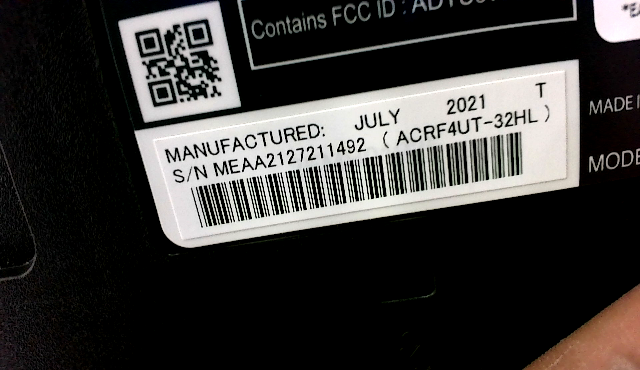 Contains FCC ID :
MANUFACTURED: JULY 2021 T
S/N MEAA2127211492 ( ACRF4UT-32HL )
MADE
MODE